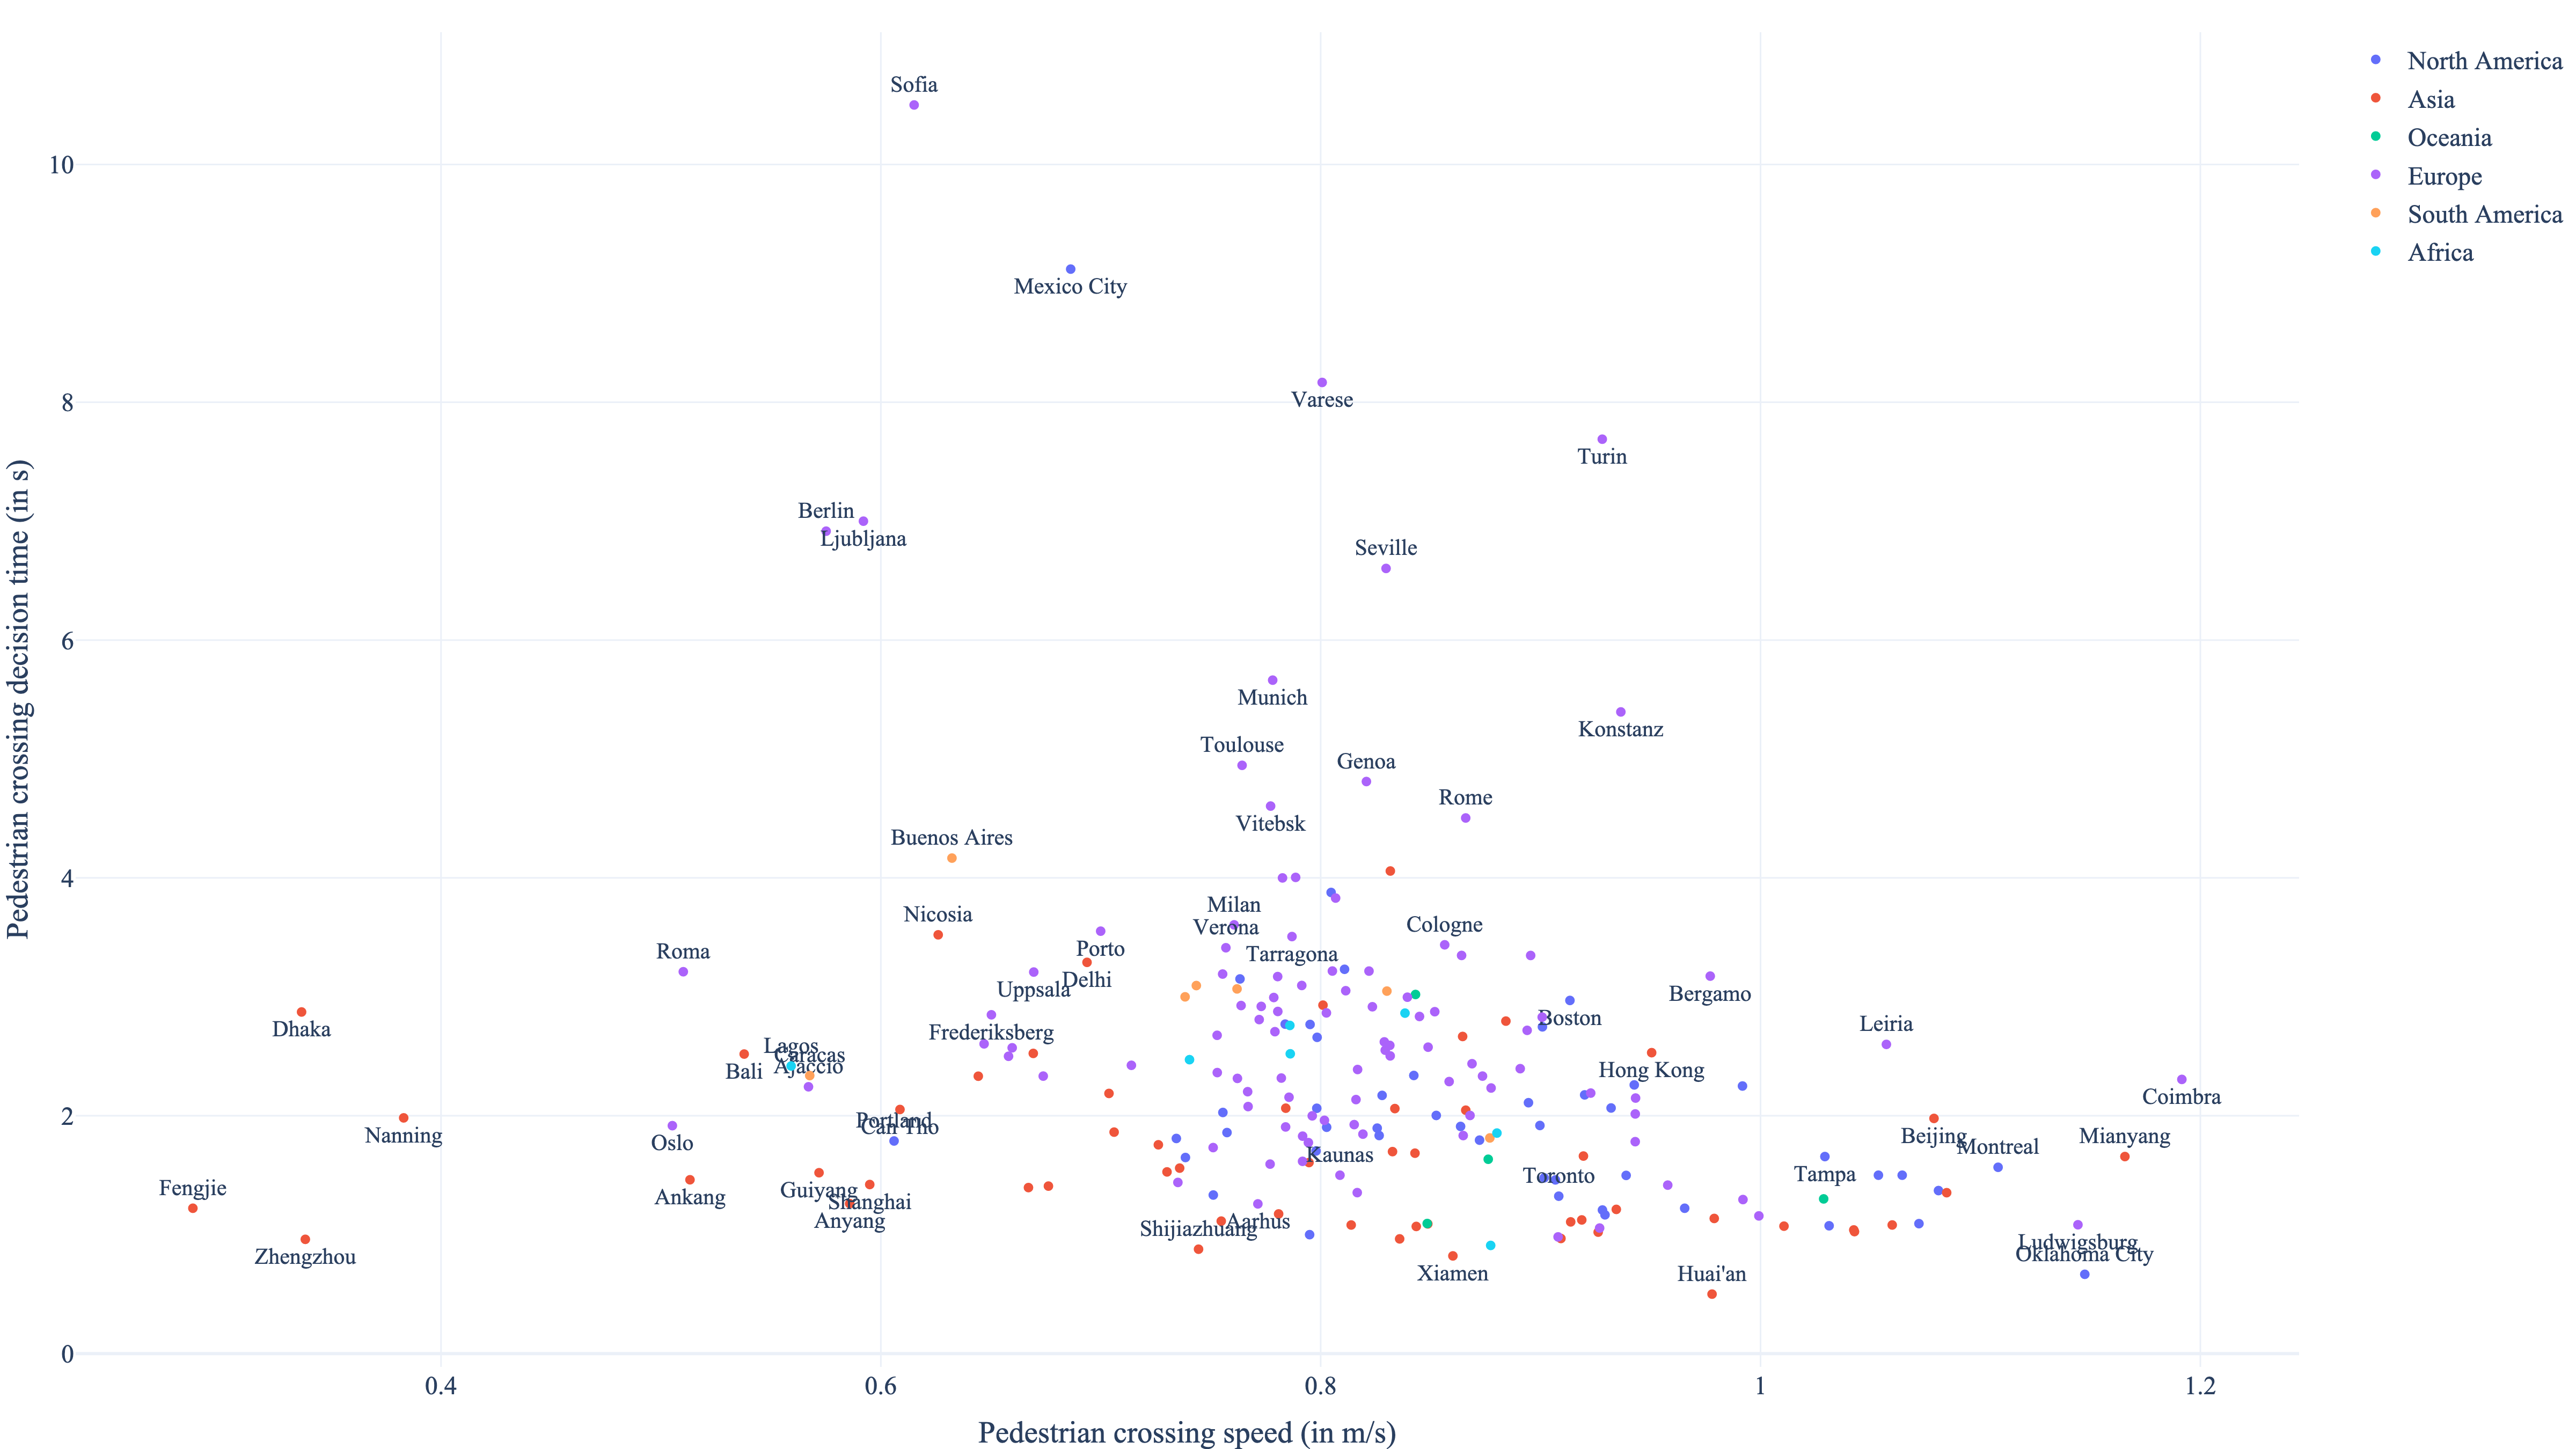 North America
Asia
Oceania
Europe
South America
Africa
Sofia
10
Mexico City
8
Varese
Turin
Berlin
Ljubljana
Seville
6
Munich
Konstanz
Toulouse
Genoa
Rome
Vitebsk
Buenos Aires
4
Milan
Nicosia
Verona
Cologne
Roma
Porto
Tarragona
Delhi
Uppsala
Bergamo
Dhaka
Frederiksberg
Boston
Leiria
Lagos
Caracas
Ajaccio
Bali
Hong Kong
Coimbra
2
Nanning
Portland
Can Tho
Oslo
Beijing
Mianyang
Montreal
Kaunas
Toronto
Tampa
Fengjie
Ankang
Guiyang
Shanghai
Anyang
Shijiazhuang
Aarhus
Zhengzhou
Xiamen
Huai'an
Ludwigsburg
Oklahoma City
0
0.4
0.6
0.8
1
1.2
Pedestrian crossing speed (in m/s)
Pedestrian crossing decision time (in s)